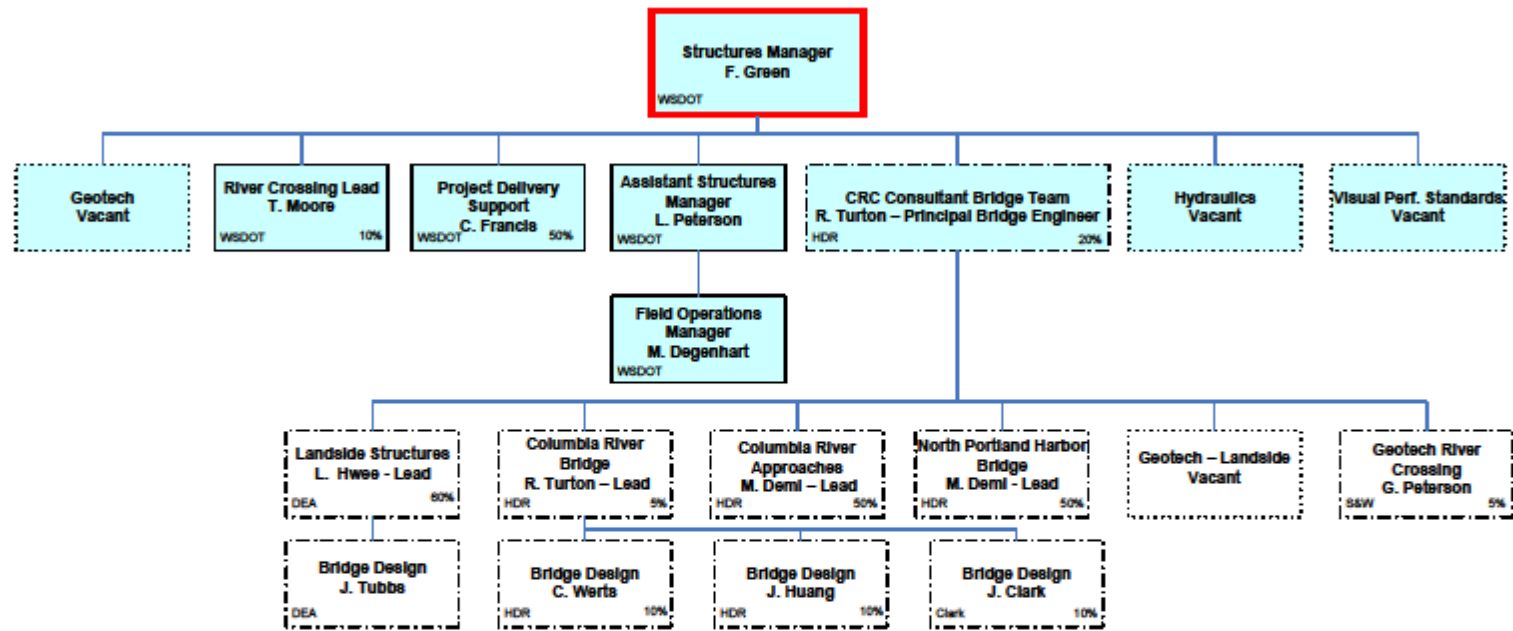 Structures Manager
F. Green
WSDOT
Geotech
Vacant
River Crossing Lead
T. Moore
WSDOT 10%
Project Delivery
Support
C. Francis
WSDOT 50%
Assistant Structures
Manager
L. Peterson
WSDOT
CRC Consultant Bridge Team
R. Turton – Principal Bridge Engineer
HDR 20%
Hydraulics
Vacant
Visual Perf. Standards
Vacant
Field Operations
Manager
M. Degenhart
WSDOT
Landside Structures
L. Hwee - Lead
DEA 60%
Columbia River
Bridge
R. Turton – Lead
HDR 5%
Columbia River
Approaches
M. Demi – Lead
HDR 50%
North Portland Harbor
Bridge
M. Demi - Lead
HDR 50%
Geotech – Landside
Vacant
Geotech River
Crossing
G. Peterson
S&W 5%
Bridge Design
J. Tubbs
DEA
Bridge Design
C. Werts
HDR 10%
Bridge Design
J. Huang
HDR 10%
Bridge Design
J. Clark
Clark 10%